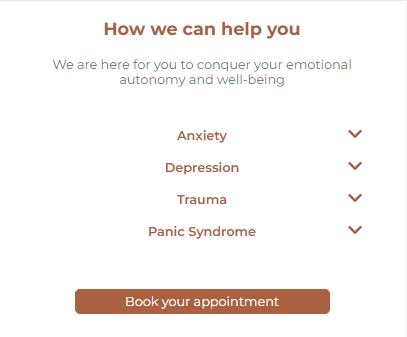 How we can help you
We are here for you to conquer your emotional
autonomy and well-being
Anxiety
Depression
Trauma
Panic Syndrome
Book your appointment